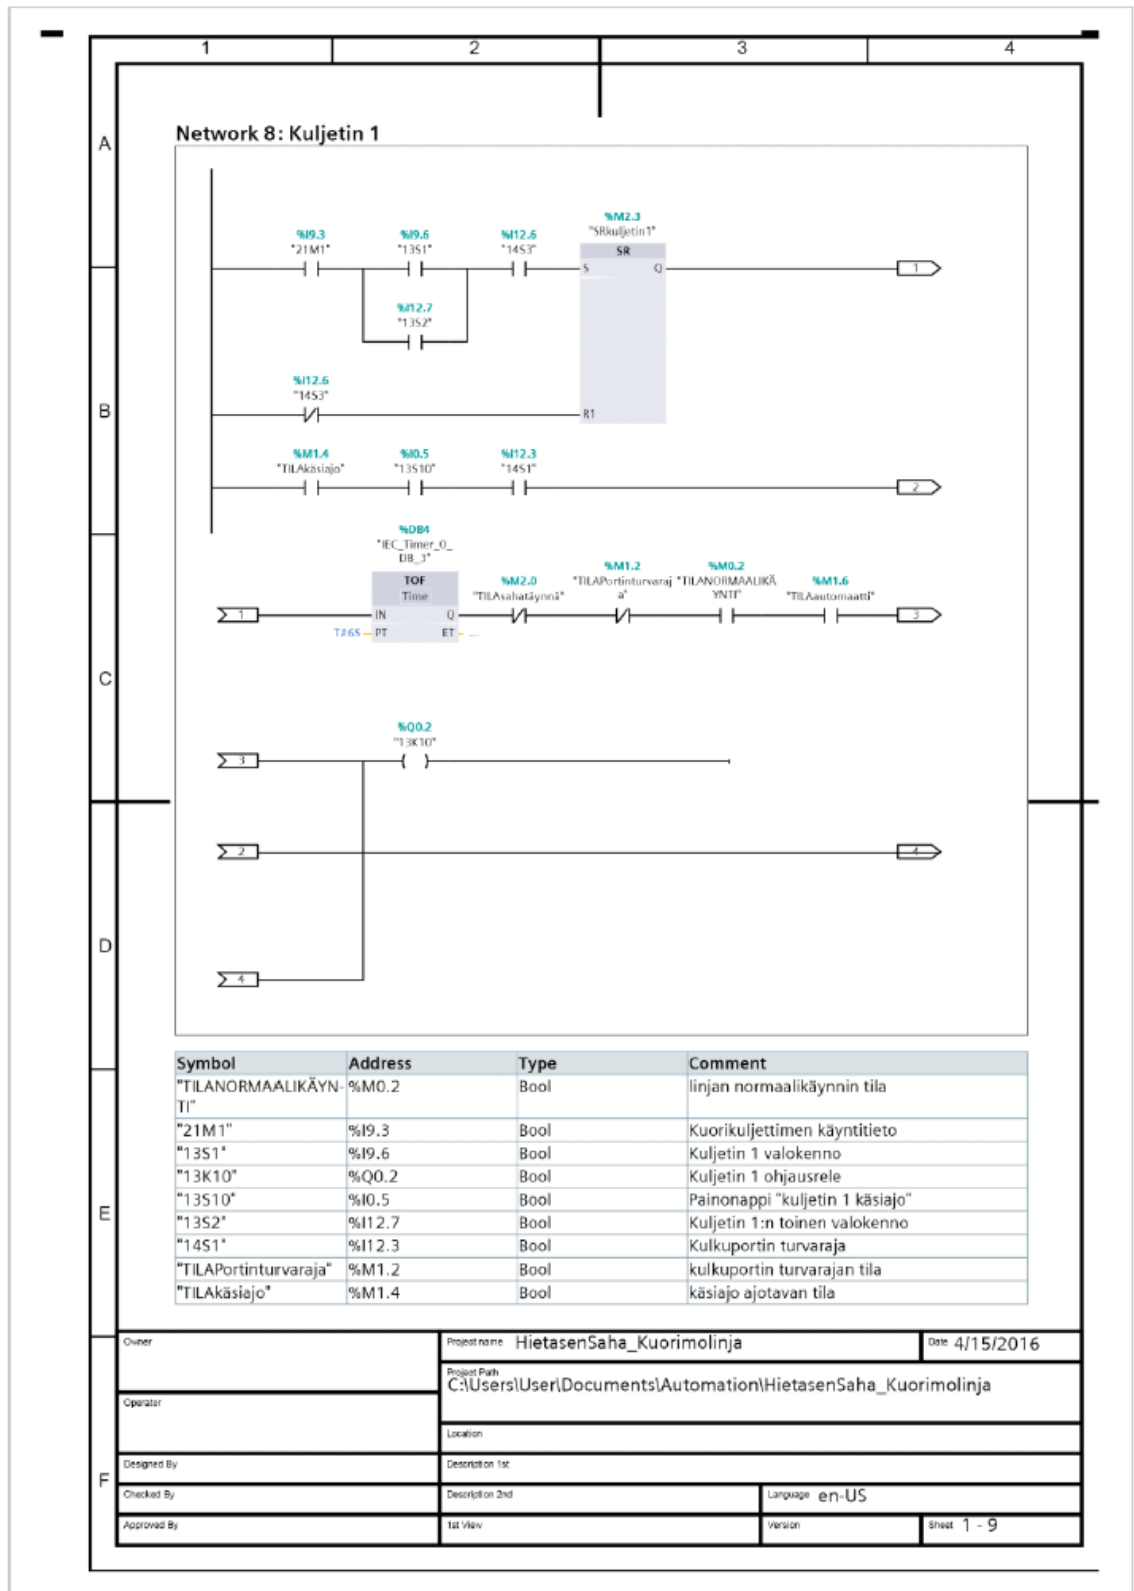 1 2 3 4
A
Network 8: Kuljetin 1
%M2.3
"SRkuljetin1"
%I9.3 %I9.6 %I12.6
"21M1" "13S1" "14S3"
SR
S Q
1
%I12.7
"13S2"
%I12.6
"14S3"
B
R1
%M1.4 %I0.5 %I12.3
"TILAkäsiajo" "13S10" "14S1"
2
%DB4
"IEC_Timer_0_
DB_3"
TOF
Time
%M2.0 %M1.2 %M0.2 %M1.6
"TILAsahatäynnä" "TILAPortinturvaraj
a" "TILANORMAALIKÄ
YNTI" "TILAautomaatti"
1 IN Q 3
T#6S PT ET ...
C
%Q0.2
"13K10"
3
2 4
D
4
Symbol Address Type Comment
"TILANORMAALIKÄYN- %M0.2 Bool linjan normaalikäynnin tila
TI"
"21M1" %I9.3 Bool Kuorikuljettimen käyntitieto
"13S1" %I9.6 Bool Kuljetin 1 valokenno
"13K10" %Q0.2 Bool Kuljetin 1 ohjausrele
"13S10" %I0.5 Bool Painonappi "kuljetin 1 käsiajo"
E
"13S2" %I12.7 Bool Kuljetin 1:n toinen valokenno
"14S1" %I12.3 Bool Kulkuportin turvaraja
"TILAPortinturvaraja" %M1.2 Bool kulkuportin turvarajan tila
"TILAkäsiajo" %M1.4 Bool käsiajo ajotavan tila
Owner Project name HietasenSaha_Kuorimolinja Date 4/15/2016
Project Path
C:\Users\User\Documents\Automation\HietasenSaha_Kuorimolinja
Operator
Location
Designed By Description 1st
F
Checked By Description 2nd Language en-US
Approved By 1st View Version Sheet 1 - 9